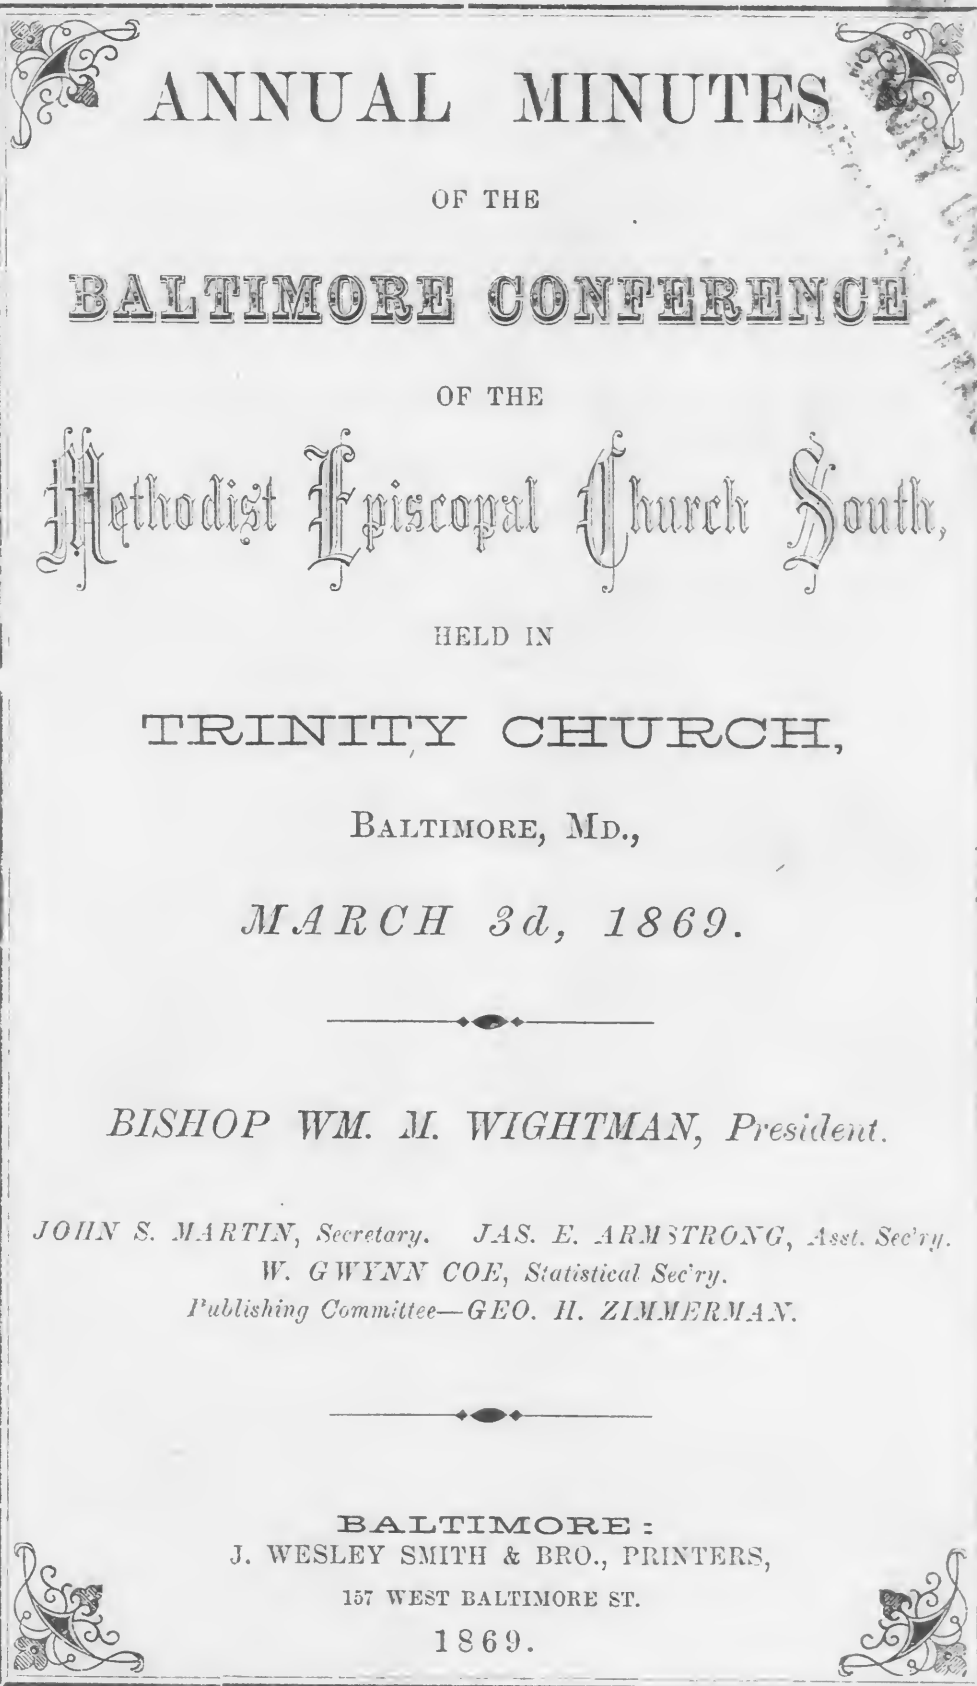 ANNUAL MINUTES
OF THE
BALTIMORE CONFERENCE
OF THE
Methodist Episcopal Church South,
HELD IN
TRINITY CHURCH,
BALTIMORE, MD.,
MARCH 3d, 1869.
BISHOP WM. M. WIGHTMAN, President.
JOHN S. MARTIN, Secretary. JAS. E. ARMSTRONG, Asst. Sec'ry.
W. GWYNN COE, Statistical Sec'ry.
Publishing Committee—GEO. H. ZIMMERMAN.
BALTIMORE:
J. WESLEY SMITH & BRO., PRINTERS,
157 WEST BALTIMORE ST.
1869.